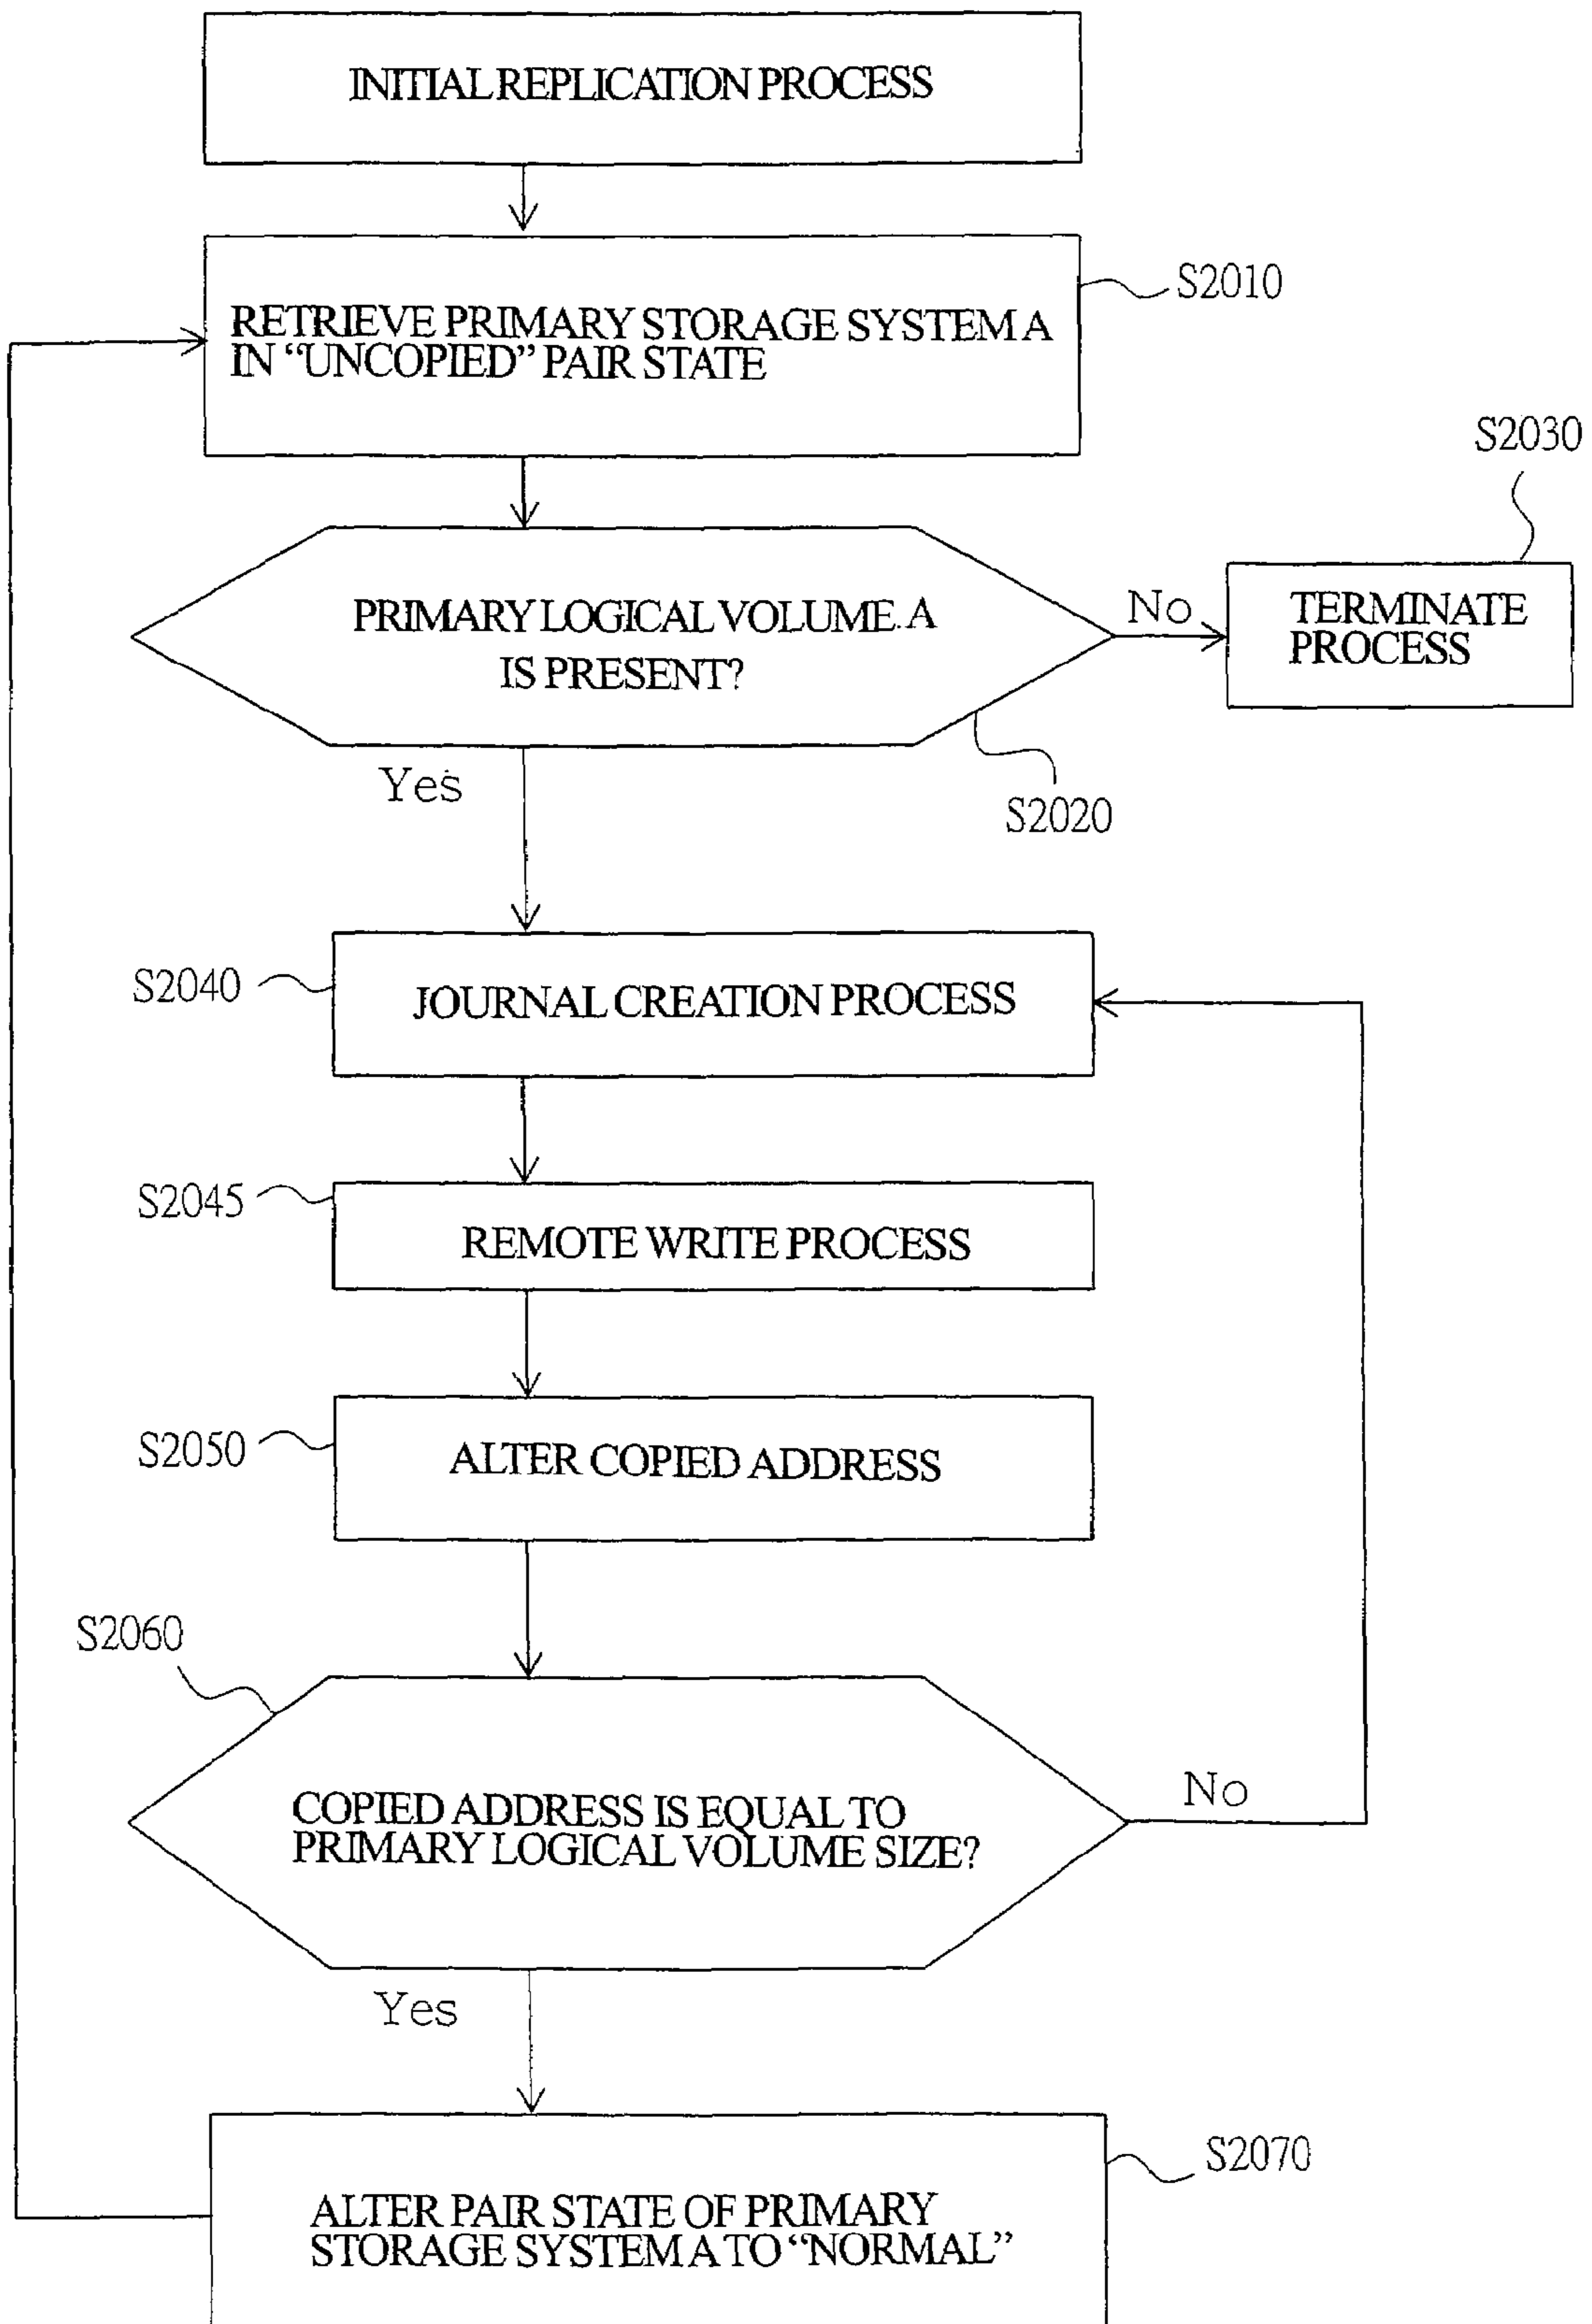 INITIAL REPLICATION PROCESS
S2010
RETRIEVE PRIMARY STORAGE SYSTEM A
IN “UNCOPIED” PAIR STATE
S2030
PRIMARY LOGICAL VOLUME A
IS PRESENT?
No
TERMINATE
PROCESS
Yes
S2020
S2040
JOURNAL CREATION PROCESS
S2045
REMOTE WRITE PROCESS
S2050
ALTER COPIED ADDRESS
S2060
COPIED ADDRESS IS EQUAL TO
PRIMARY LOGICAL VOLUME SIZE?
No
Yes
S2070
ALTER PAIR STATE OF PRIMARY
STORAGE SYSTEM A TO “NORMAL”